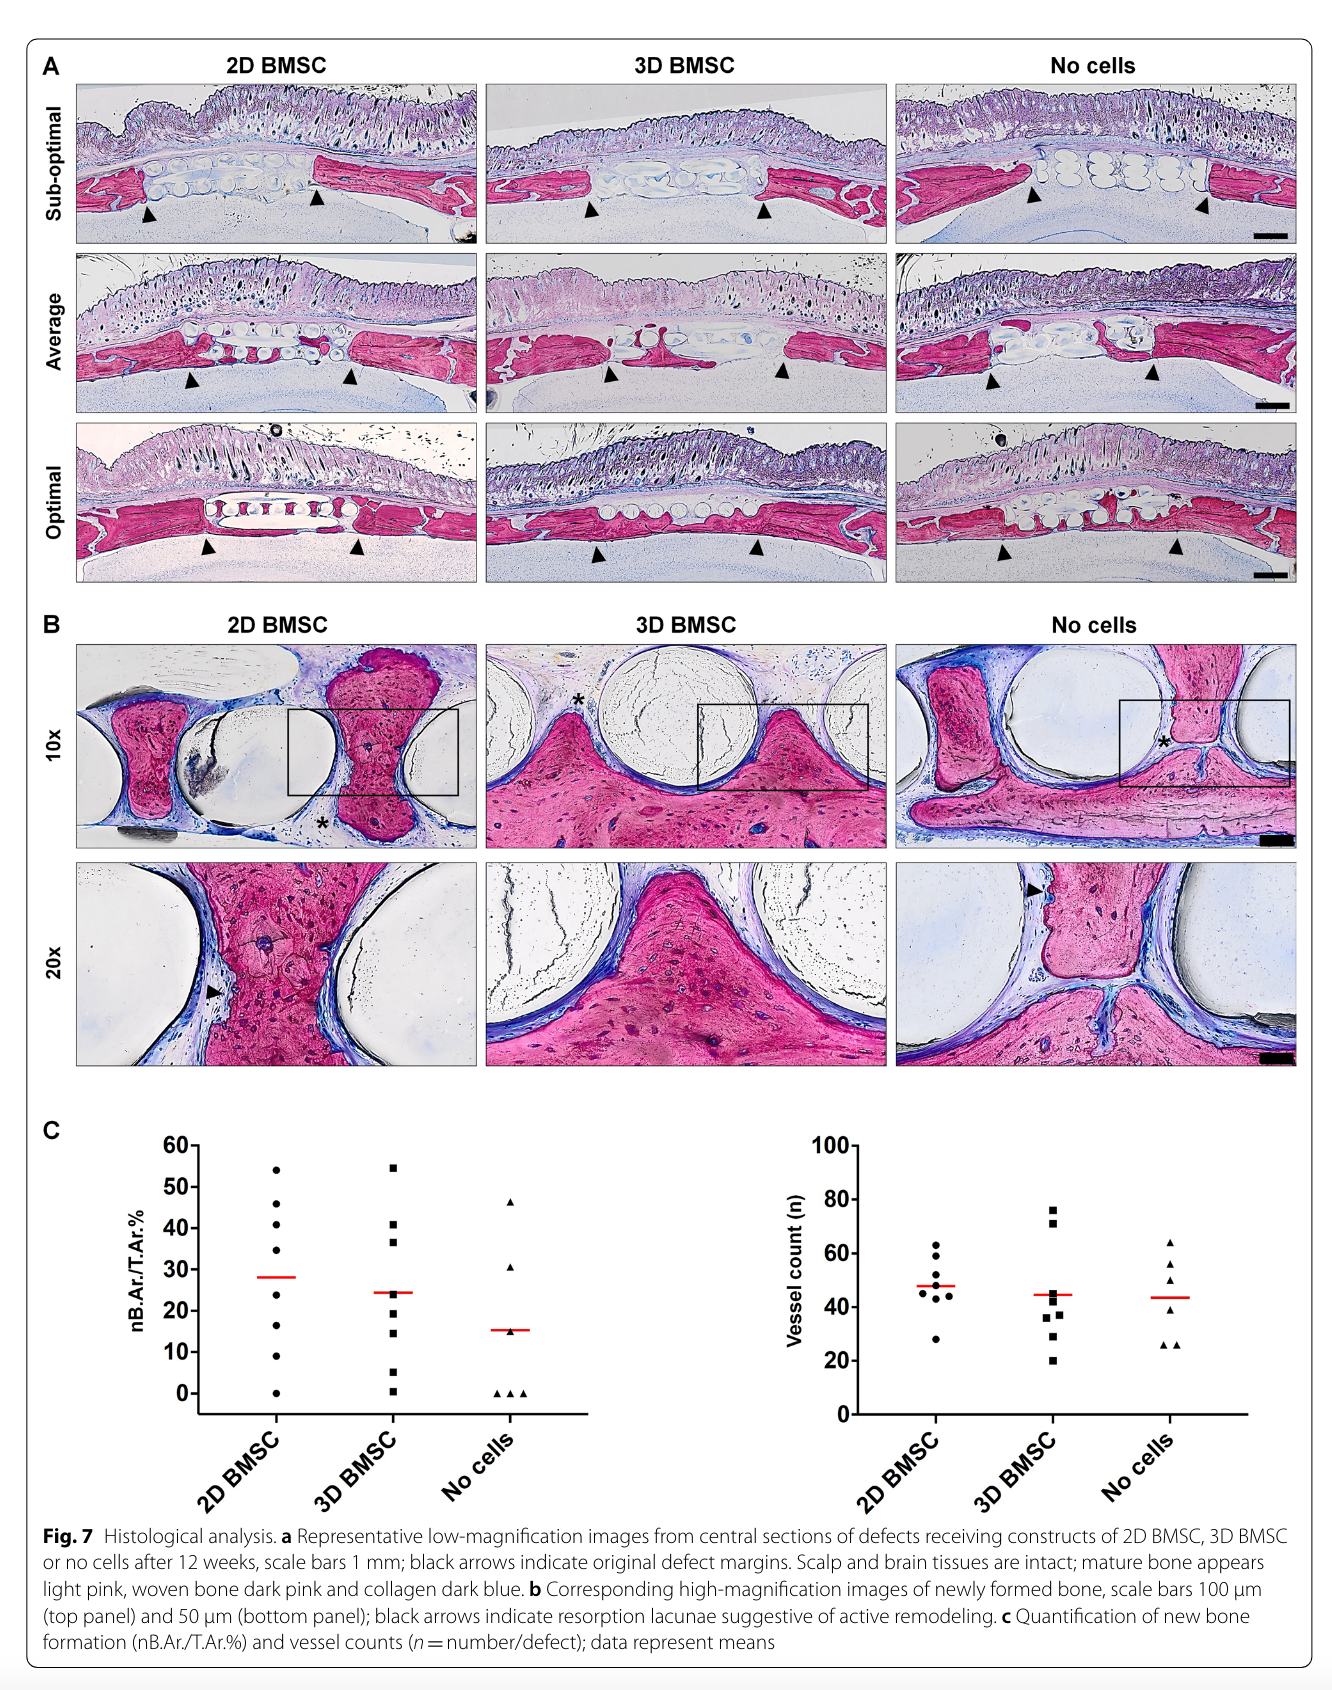 A
2D BMSC 3D BMSC No cells
Sub-optimal
Average
Optimal
B
2D BMSC 3D BMSC No cells
10x
*
*
*
20x
C
nB.Ar./T.Ar.%
60
50
40
30
20
10
0
2D BMSC
3D BMSC
No cells
Vessel count (n)
100
80
60
40
20
0
2D BMSC
3D BMSC
No cells
Fig. 7 Histological analysis. a Representative low-magnification images from central sections of defects receiving constructs of 2D BMSC, 3D BMSC
or no cells after 12 weeks, scale bars 1 mm; black arrows indicate original defect margins. Scalp and brain tissues are intact; mature bone appears
light pink, woven bone dark pink and collagen dark blue. b Corresponding high-magnification images of newly formed bone, scale bars 100 μm
(top panel) and 50 μm (bottom panel); black arrows indicate resorption lacunae suggestive of active remodeling. c Quantification of new bone
formation (nB.Ar./T.Ar.%) and vessel counts (n = number/defect); data represent means